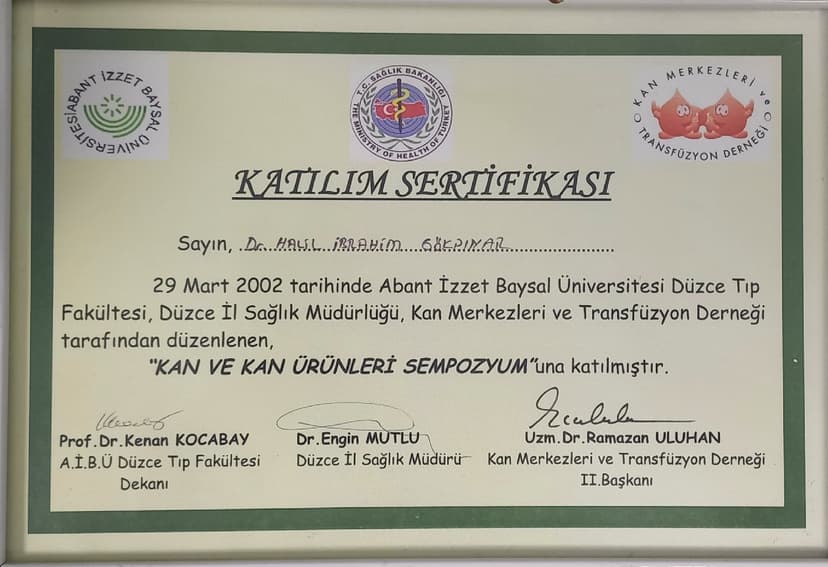 ABANT İZZET BAYSAL ÜNİVERSİTESİ
T.C. SAĞLIK BAKANLIĞI
THE MINISTRY OF HEALTH OF TURKEY
KAN MERKEZLERİ ve
TRANSFÜZYON DERNEĞİ
KATILIM SERTİFİKASI
Sayın, Dr. HALİL İBRAHİM GÖKPINAR
29 Mart 2002 tarihinde Abant İzzet Baysal Üniversitesi Düzce Tıp
Fakültesi, Düzce İl Sağlık Müdürlüğü, Kan Merkezleri ve Transfüzyon Derneği
tarafından düzenlenen,
"KAN VE KAN ÜRÜNLERİ SEMPOZYUM"una katılmıştır.
Prof.Dr.Kenan KOCABAY Dr.Engin MUTLU Uzm.Dr.Ramazan ULUHAN
A.İ.B.Ü Düzce Tıp Fakültesi Düzce İl Sağlık Müdürü Kan Merkezleri ve Transfüzyon Derneği
Dekanı II.Başkanı